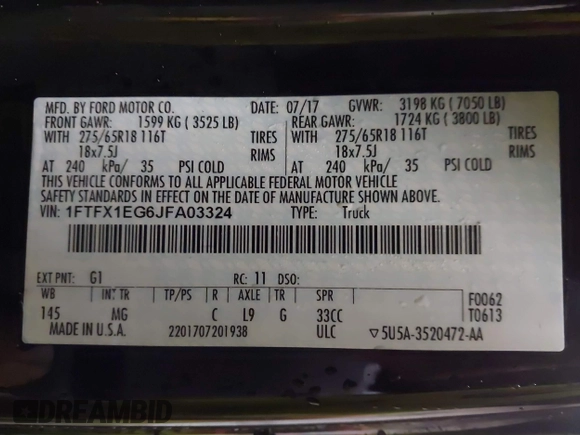 MFD. BY FORD MOTOR CO. DATE: 07/17 GVWR: 3198 KG ( 7050 LB)
FRONT GAWR: 1599 KG ( 3525 LB) REAR GAWR: 1724 KG ( 3800 LB)
WITH 275/65R18 116T TIRES WITH 275/65R18 116T TIRES
18x7.5J RIMS 18x7.5J RIMS
AT 240 kPa/ 35 PSI COLD AT 240 kPa/ 35 PSI COLD
THIS VEHICLE CONFORMS TO ALL APPLICABLE FEDERAL MOTOR VEHICLE
SAFETY STANDARDS IN EFFECT ON THE DATE OF MANUFACTURE SHOWN ABOVE.
VIN: 1FTFX1EG6JFA03324 TYPE: Truck
EXT PNT: G1 RC: 11 DSO:
WB INT TR TP/PS R AXLE TR SPR F0062
145 MG C L9 G 33CC T0613
MADE IN U.S.A. 2201707201938 ULC ▽ 5U5A-3520472-AA
DREAMBID